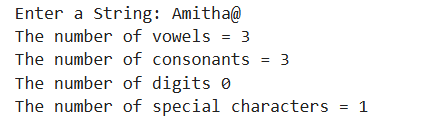 Enter a String: Amitha@
The number of vowels = 3
The number of consonants = 3
The number of digits 0
The number of special characters = 1